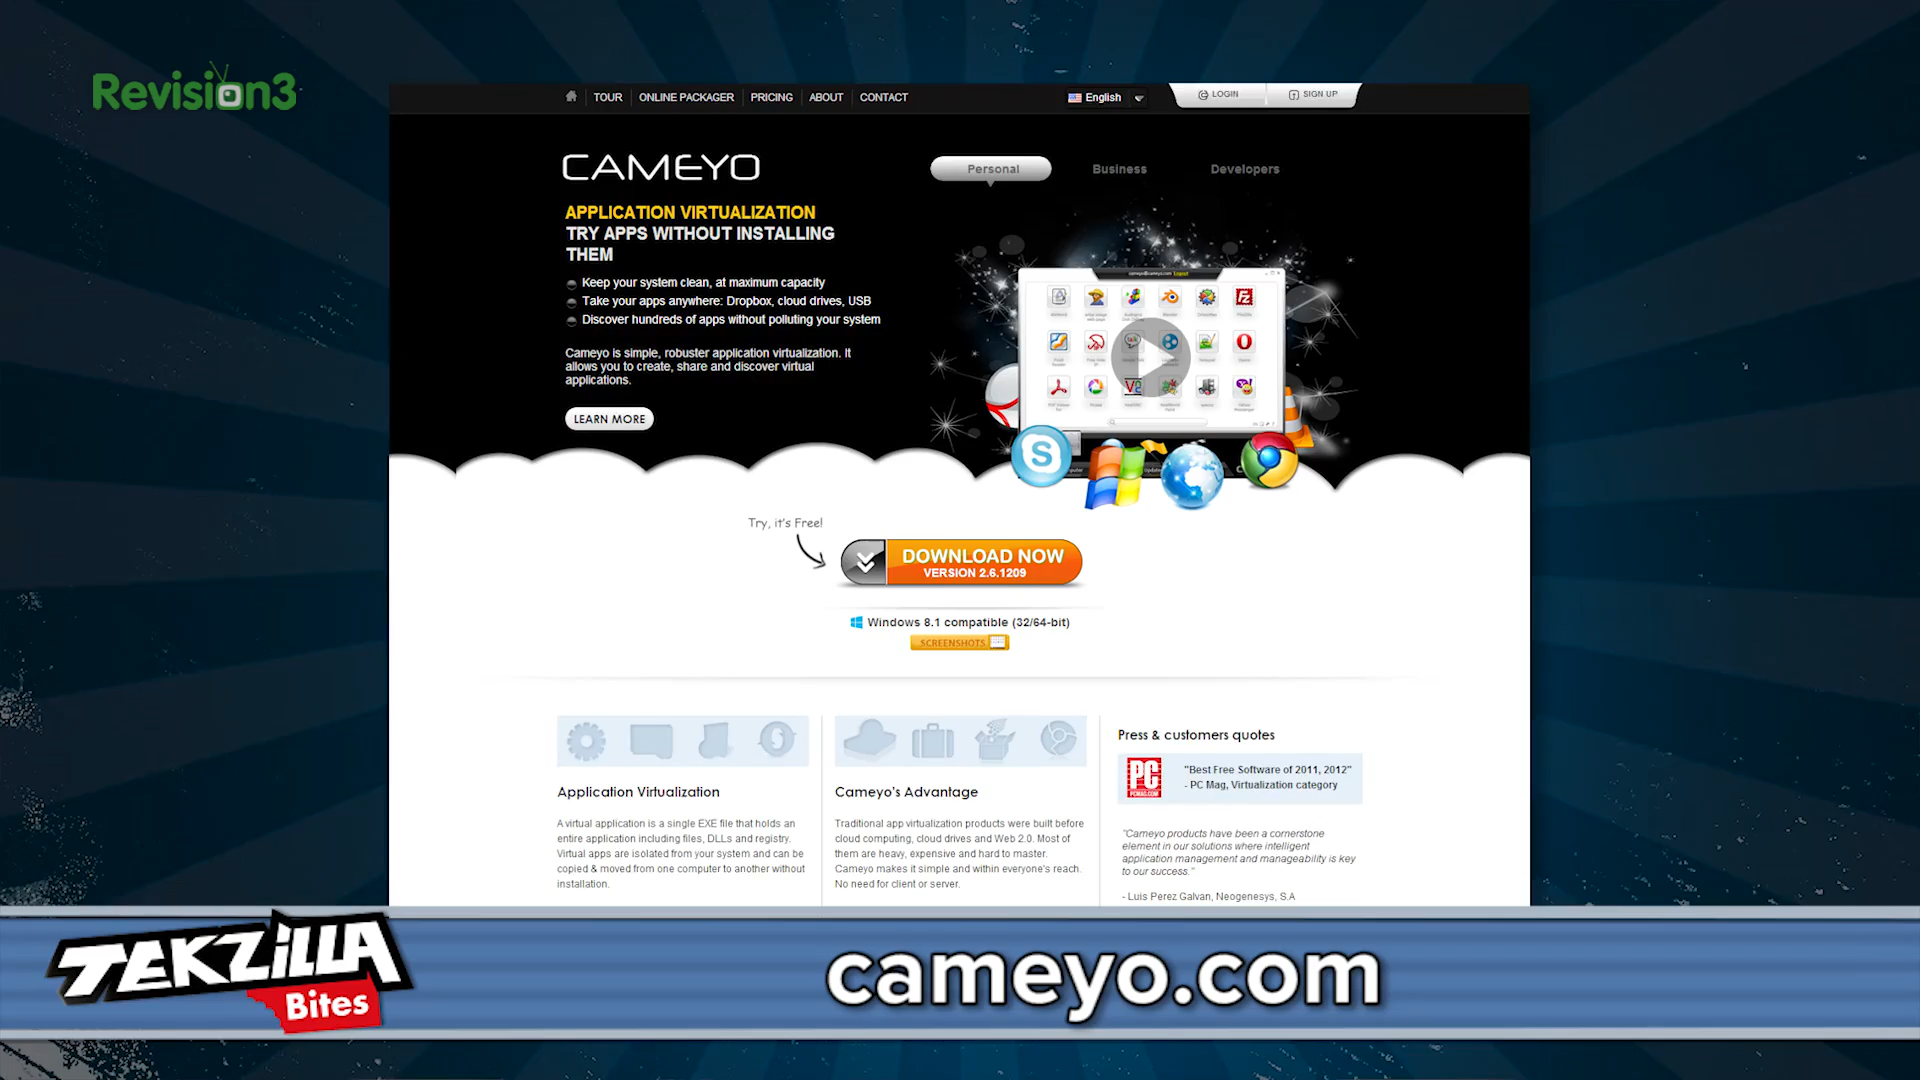 Revision3
TOUR
ONLINE PACKAGER
PRICING
ABOUT
CONTACT
English
LOGIN
SIGN UP
CAMEYO
Personal
Business
Developers
APPLICATION VIRTUALIZATION
TRY APPS WITHOUT INSTALLING
THEM
Keep your system clean, at maximum capacity
Take your apps anywhere: Dropbox, cloud drives, USB
Discover hundreds of apps without polluting your system
Cameyo is simple, robuster application virtualization. It
allows you to create, share and discover virtual
applications.
LEARN MORE
Try, it's Free!
DOWNLOAD NOW
VERSION 2.6.1209
Windows 8.1 compatible (32/64-bit)
SCREENSHOTS
Application Virtualization
A virtual application is a single EXE file that holds an
entire application including files, DLLs and registry.
Virtual apps are isolated from your system and can be
copied & moved from one computer to another without
installation.
Cameyo's Advantage
Traditional app virtualization products were built before
cloud computing, cloud drives and Web 2.0. Most of
them are heavy, expensive and hard to master.
Cameyo makes it simple and within everyone's reach.
No need for client or server.
Press & customers quotes
PC
PCMAG.COM
"Best Free Software of 2011, 2012"
- PC Mag, Virtualization category
"Cameyo products have been a cornerstone
element in our solutions where intelligent
application management and manageability is key
to our success."
- Luis Perez Galvan, Neogenesys, S.A
TEKZILLA
Bites
cameyo.com